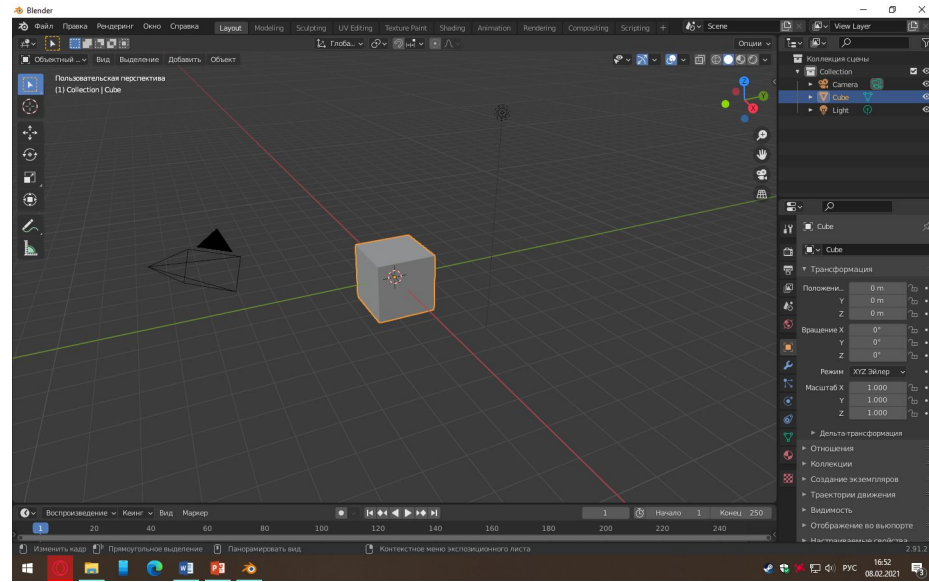 Blender
Файл Правка Рендеринг Окно Справка Layout Modeling Sculpting UV Editing Texture Paint Shading Animation Rendering Compositing Scripting + Scene View Layer
Глоба... Опции
Объектный ... Вид Выделение Добавить Объект
Пользовательская перспектива
(1) Collection | Cube
Z
Y
X
Коллекция сцены
Collection
Camera
Cube
Light
Cube
Cube
Трансформация
Положени... 0 m
Y 0 m
Z 0 m
Вращение X 0°
Y 0°
Z 0°
Режим XYZ Эйлер
Масштаб X 1.000
Y 1.000
Z 1.000
Дельта-трансформация
Отношения
Коллекции
Создание экземпляров
Траектории движения
Видимость
Отображение во вьюпорте
Настраиваемые свойства
Воспроизведение Кеинг Вид Маркер 1 Начало 1 Конец 250
1 20 40 60 80 100 120 140 160 180 200 220 240
Изменить кадр Прямоугольное выделение Панорамировать вид Контекстное меню экспозиционного листа 2.91.2
РУС 16:52
08.02.2021
3